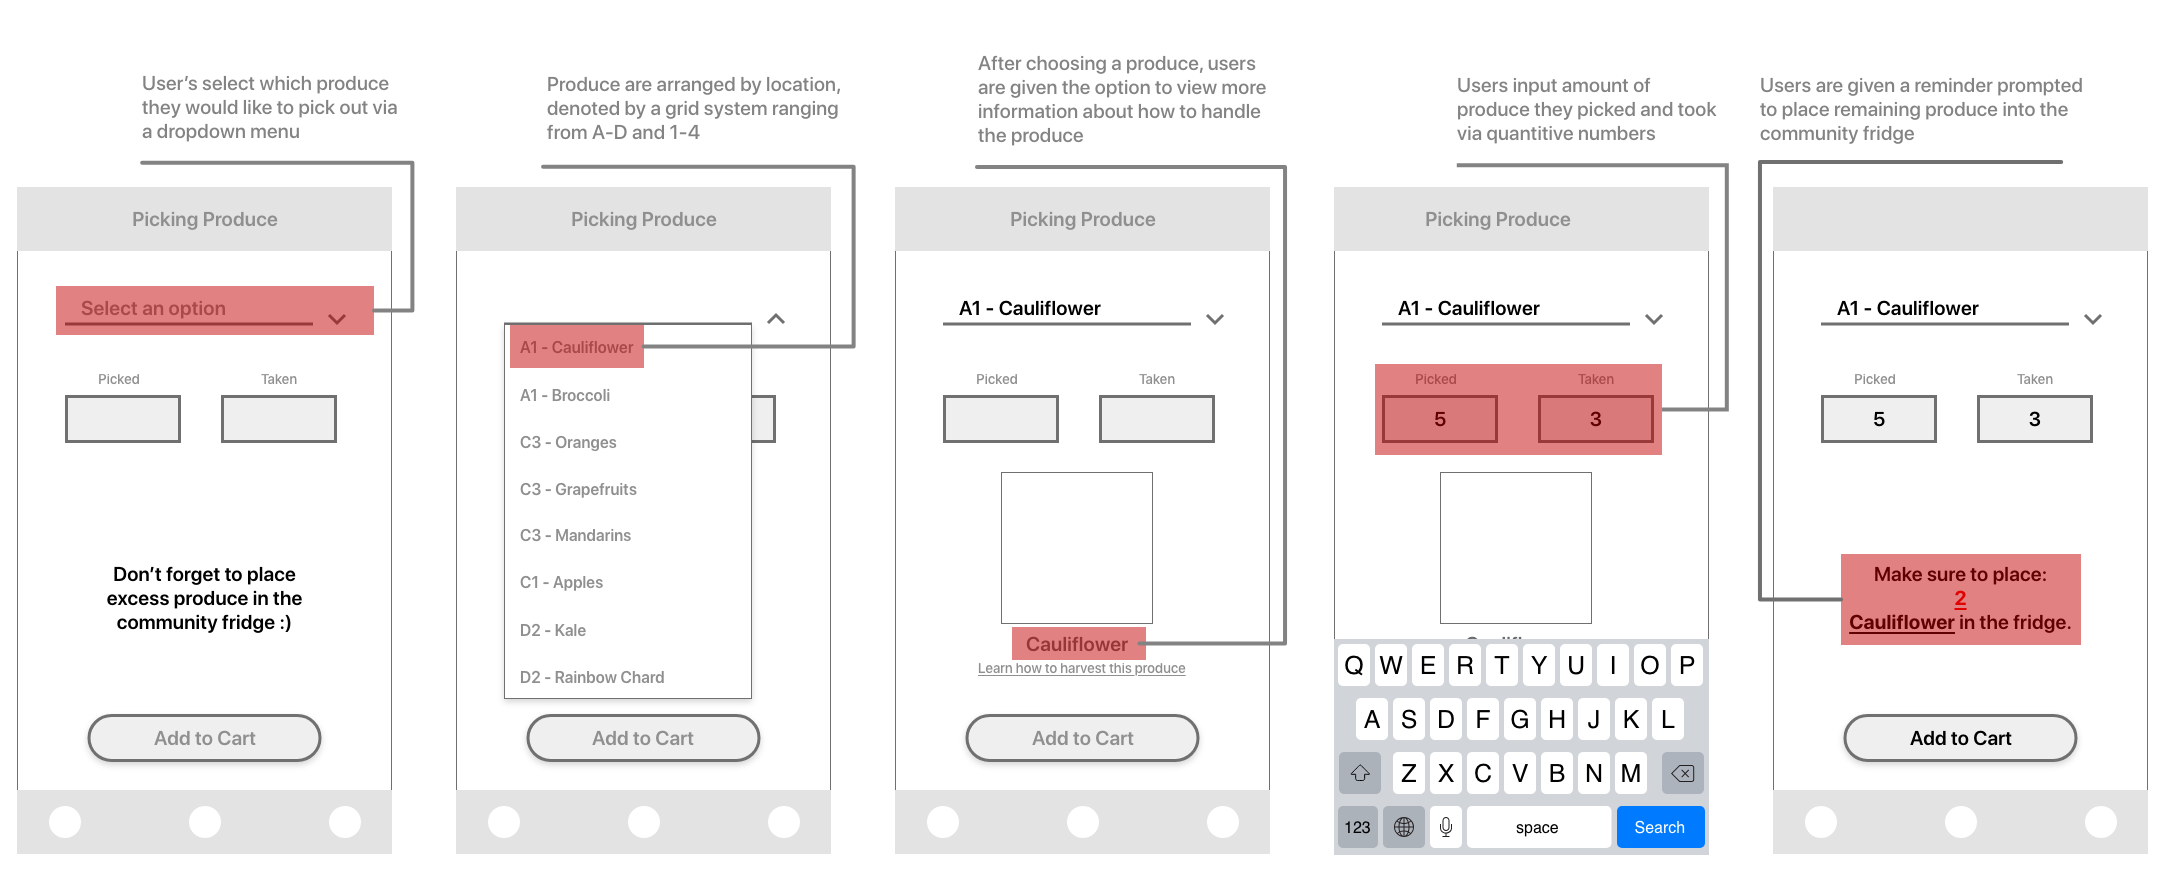 User's select which produce
they would like to pick out via
a dropdown menu
Picking Produce
Select an option
Picked
Taken
Don't forget to place
excess produce in the
community fridge :)
Add to Cart
Produce are arranged by location,
denoted by a grid system ranging
from A-D and 1-4
Picking Produce
A1 - Cauliflower
A1 - Broccoli
C3 - Oranges
C3 - Grapefruits
C3 - Mandarins
C1 - Apples
D2 - Kale
D2 - Rainbow Chard
Add to Cart
After choosing a produce, users
are given the option to view more
information about how to handle
the produce
Picking Produce
A1 - Cauliflower
Picked
Taken
Cauliflower
Learn how to harvest this produce
Add to Cart
Users input amount of
produce they picked and took
via quantitive numbers
Picking Produce
A1 - Cauliflower
Picked
Taken
5
3
Q W E R T Y U I O P
A S D F G H J K L
Z X C V B N M
123 space Search
Users are given a reminder prompted
to place remaining produce into the
community fridge
A1 - Cauliflower
Picked
Taken
5
3
Make sure to place:
2
Cauliflower in the fridge.
Add to Cart